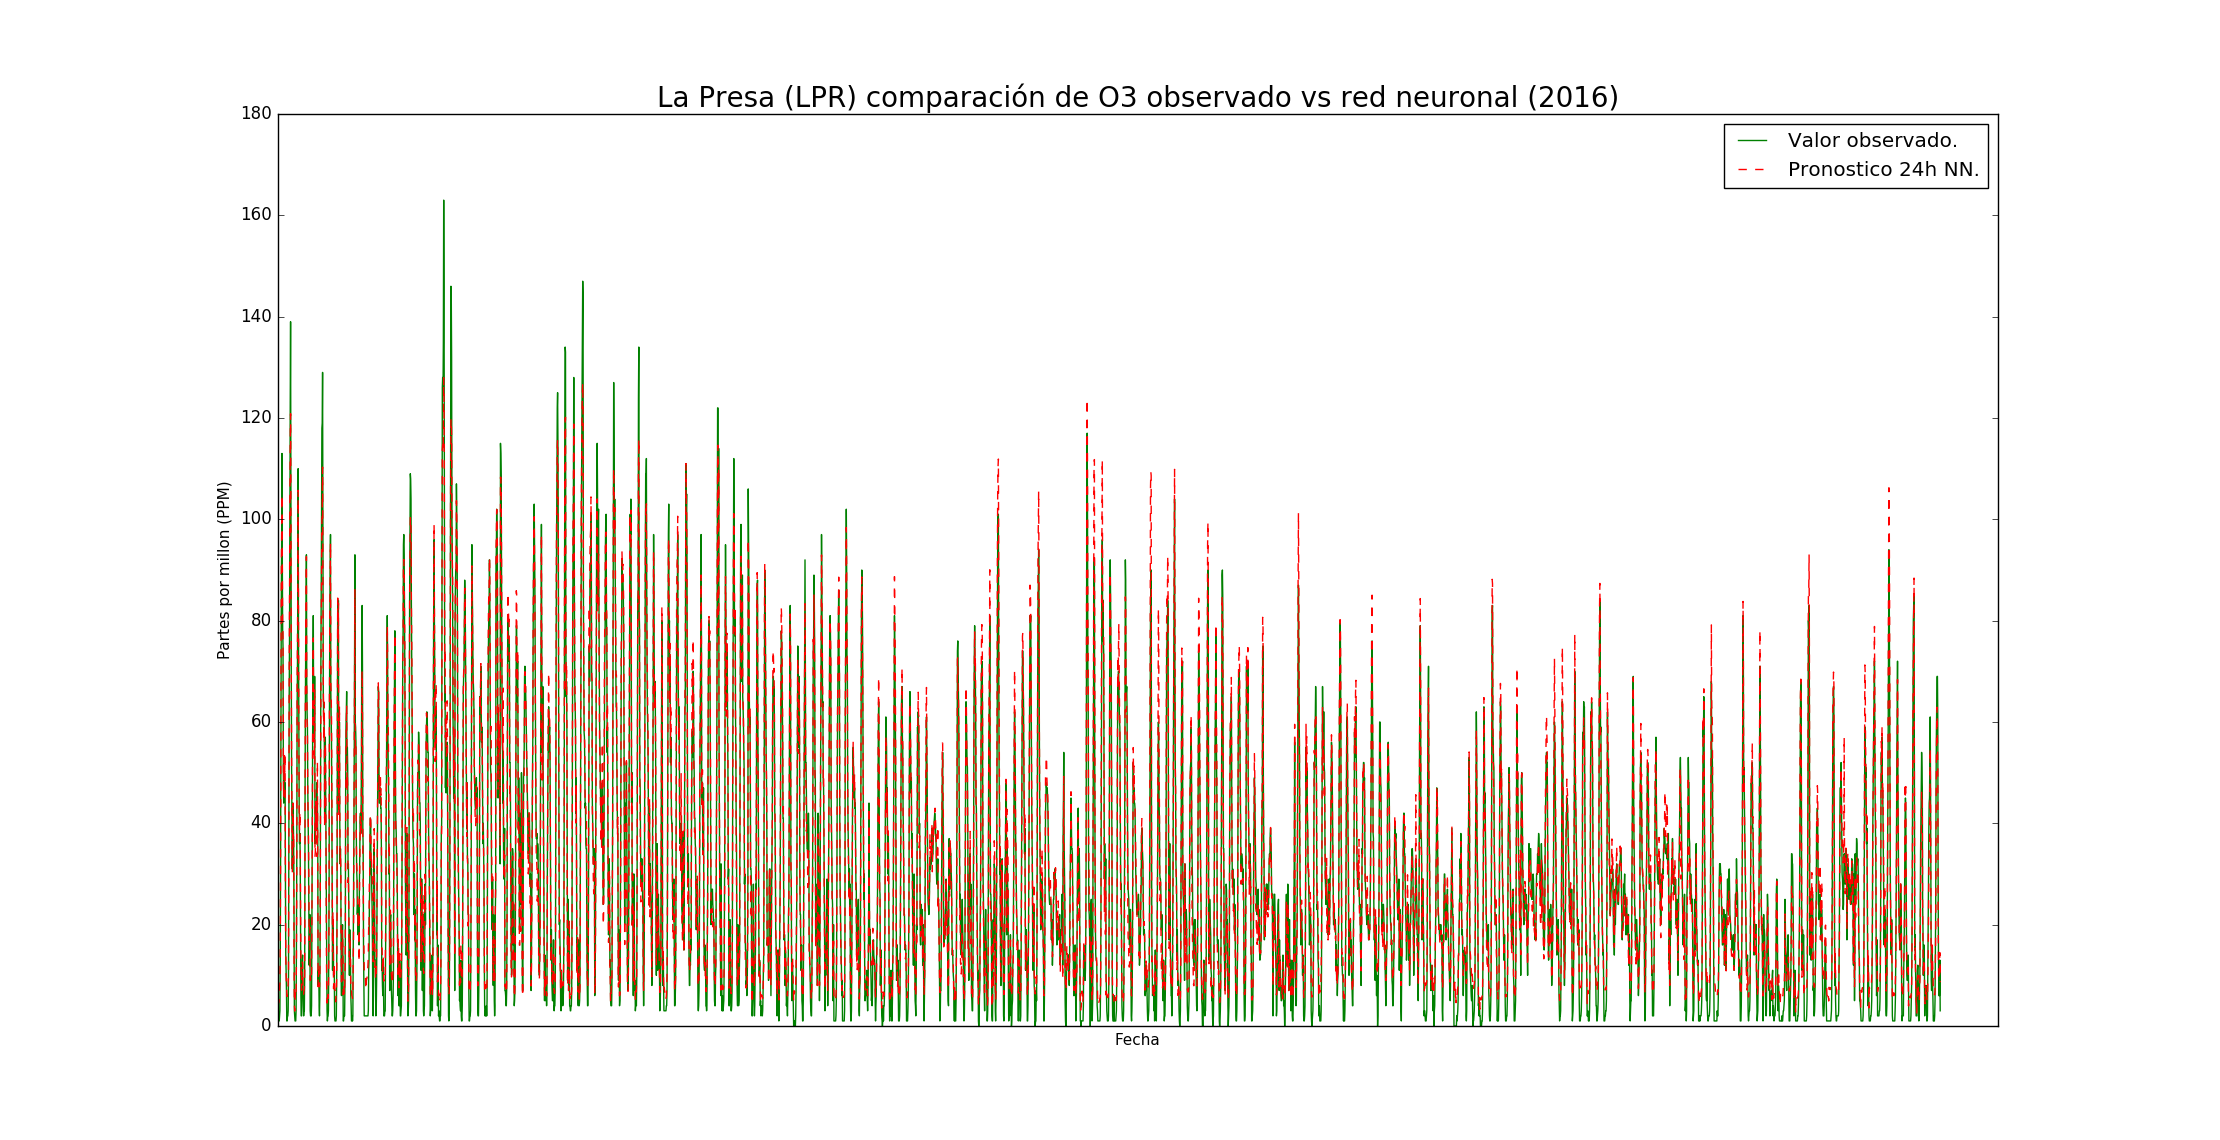 La Presa (LPR) comparación de O3 observado vs red neuronal (2016)
Valor observado.
Pronostico 24h NN.
180
160
140
120
100
80
60
40
20
0
Partes por millon (PPM)
Fecha